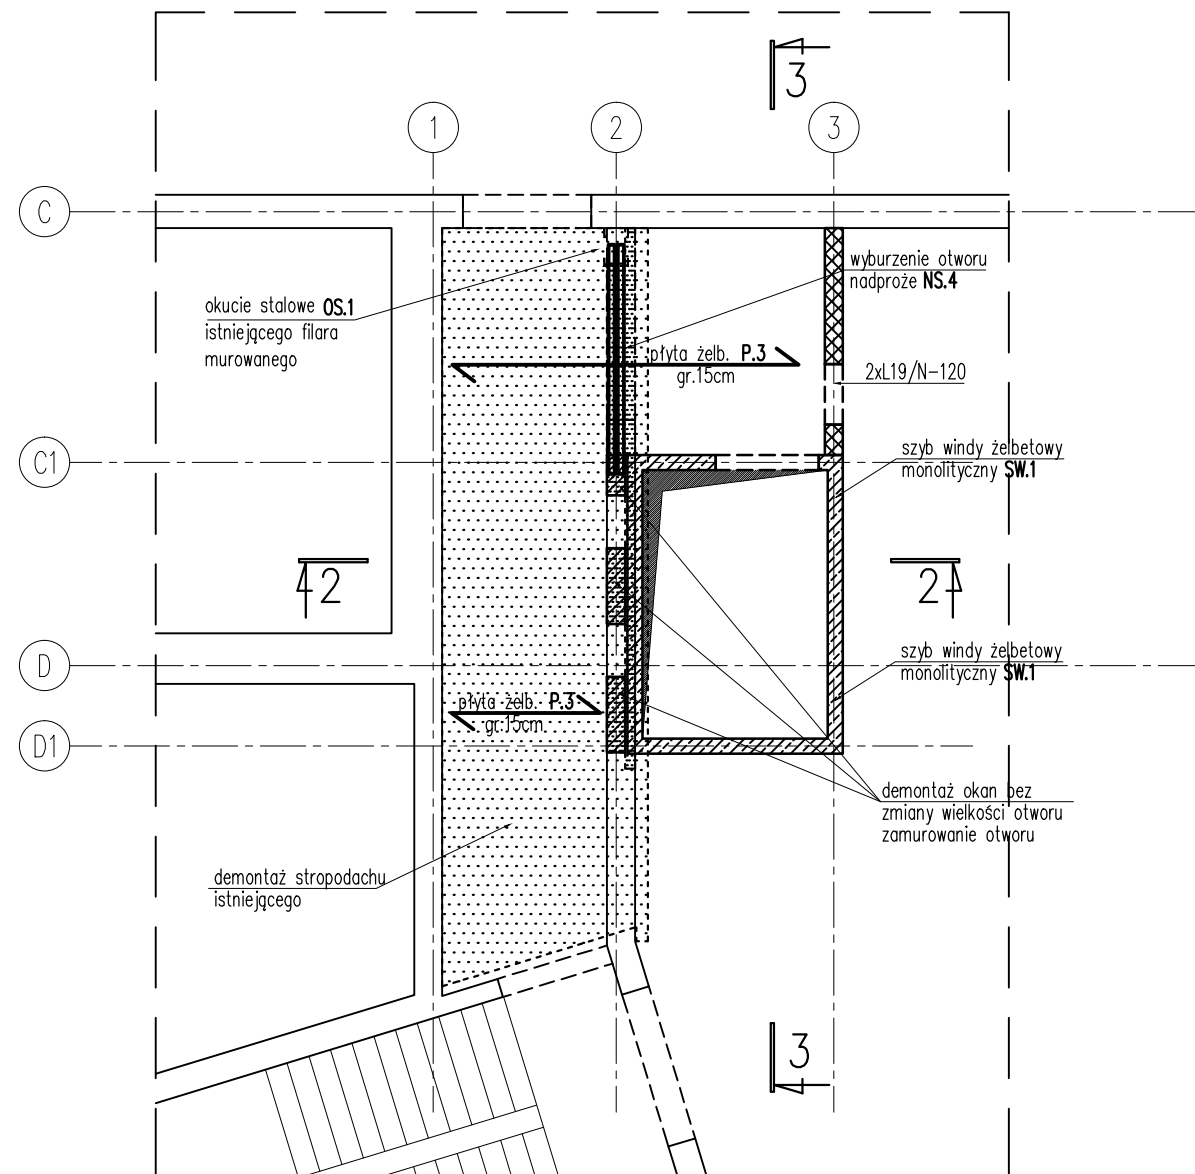 3
1
2
3
C
wyburzenie otworu
nadproże NS.4
okucie stalowe OS.1
istniejącego filara
murowanego
płyta żelb. P.3
gr.15cm
2xL19/N-120
C1
szyb windy żelbetowy
monolityczny SW.1
2
2
D
szyb windy żelbetowy
monolityczny SW.1
płyta żelb. P.3
gr.15cm
D1
demontaż okan bez
zmiany wielkości otworu
zamurowanie otworu
demontaż stropodachu
istniejącego
3